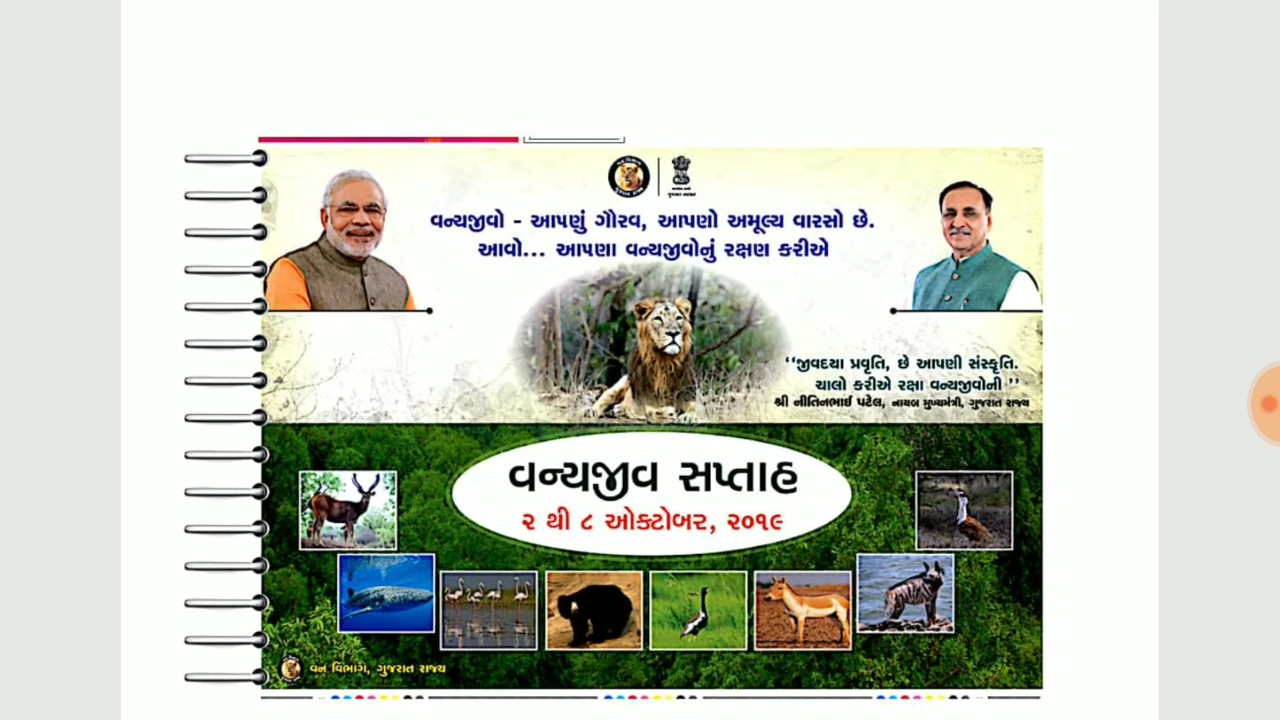 વન્યજીવો - આપણું ગૌરવ, આપણો અમૂલ્ય વારસો છે.
આવો... આપણા વન્યજીવોનું રક્ષણ કરીએ
‘‘જીવદયા પ્રવૃતિ, છે આપણી સંસ્કૃતિ.
ચાલો કરીએ રક્ષા વન્યજીવોની ’’
શ્રી નીતિનભાઈ પટેલ, નાયબ મુખ્યમંત્રી, ગુજરાત રાજ્ય
વન્યજીવ સપ્તાહ
૨ થી ૮ ઓક્ટોબર, ૨૦૧૯
વન વિભાગ, ગુજરાત રાજ્ય